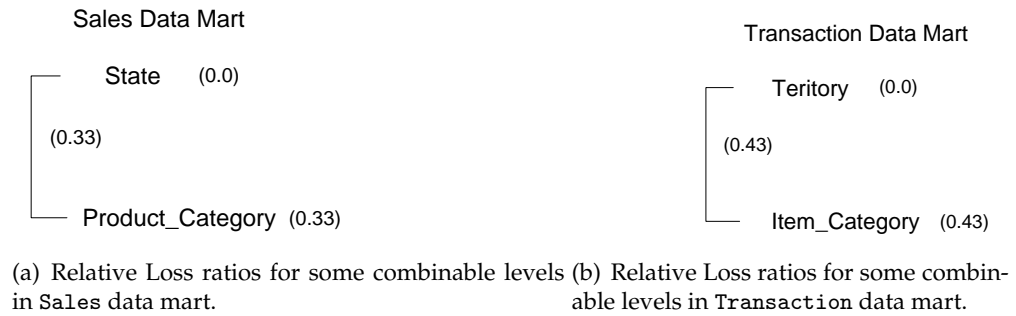 Sales Data Mart
State (0.0)
(0.33)
Product_Category (0.33)
Transaction Data Mart
Teritory (0.0)
(0.43)
Item_Category (0.43)
(a) Relative Loss ratios for some combinable levels
in Sales data mart.
(b) Relative Loss ratios for some combin-
able levels in Transaction data mart.